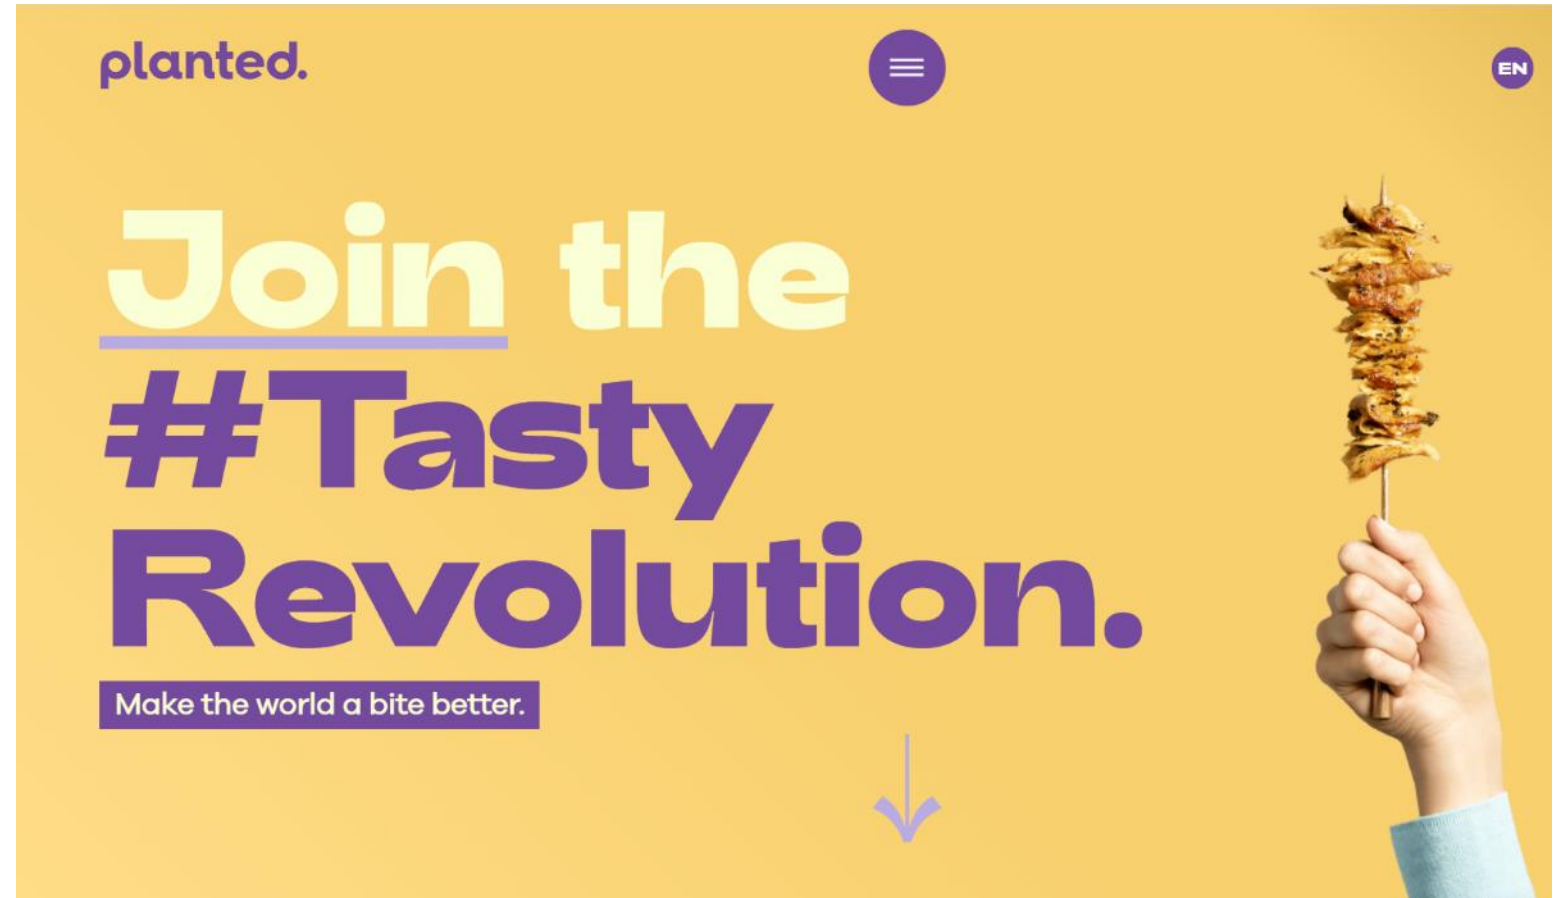 planted.
EN
Join the
#Tasty
Revolution.
Make the world a bite better.